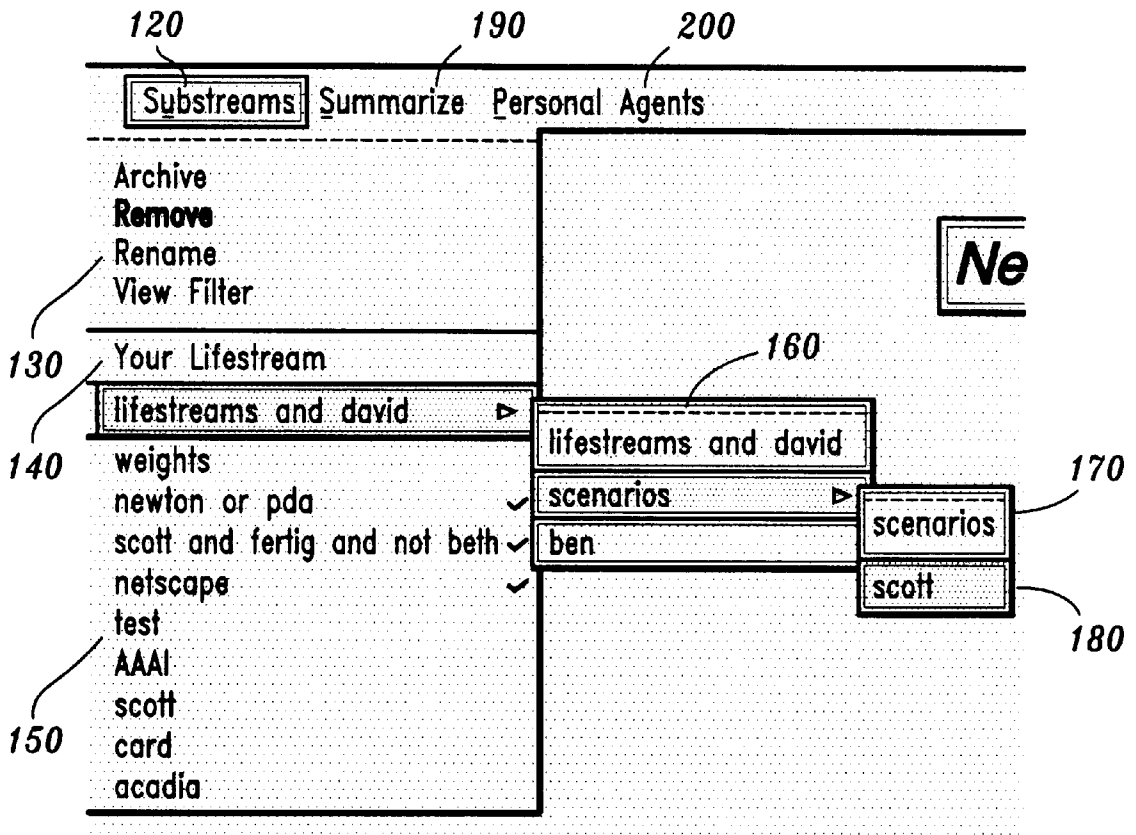 120 190 200
Substreams Summarize Personal Agents
Archive
Remove
Rename
View Filter
Ne
130
Your Lifestream
160
lifestreams and david
140
lifestreams and david
weights
newton or pda
scenarios
170
scenarios
scott and fertig and not beth
ben
netscape
scott
180
test
AAAI
scott
150
card
acadia